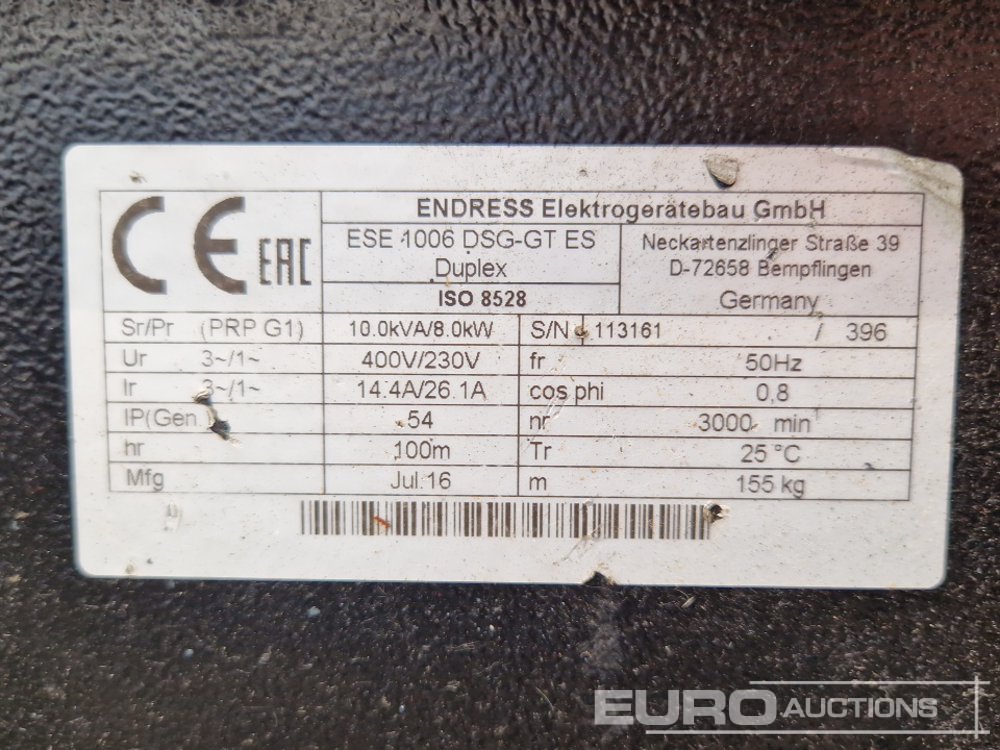 CE EAC
ENDRESS Elektrogerätebau GmbH
ESE 1006 DSG-GT ES
Duplex
ISO 8528
Neckartenzlinger Straße 39
D-72658 Bempflingen
Germany
Sr/Pr (PRP G1) 10.0kVA/8.0kW S/N 113161 / 396
Ur 3~/1~ 400V/230V fr 50Hz
Ir 3~/1~ 14.4A/26.1A cos phi 0,8
IP(Gen 54 nr 3000 min⁻¹
hr 100m Tr 25 °C
Mfg Jul.16 m 155 kg
EURO AUCTIONS